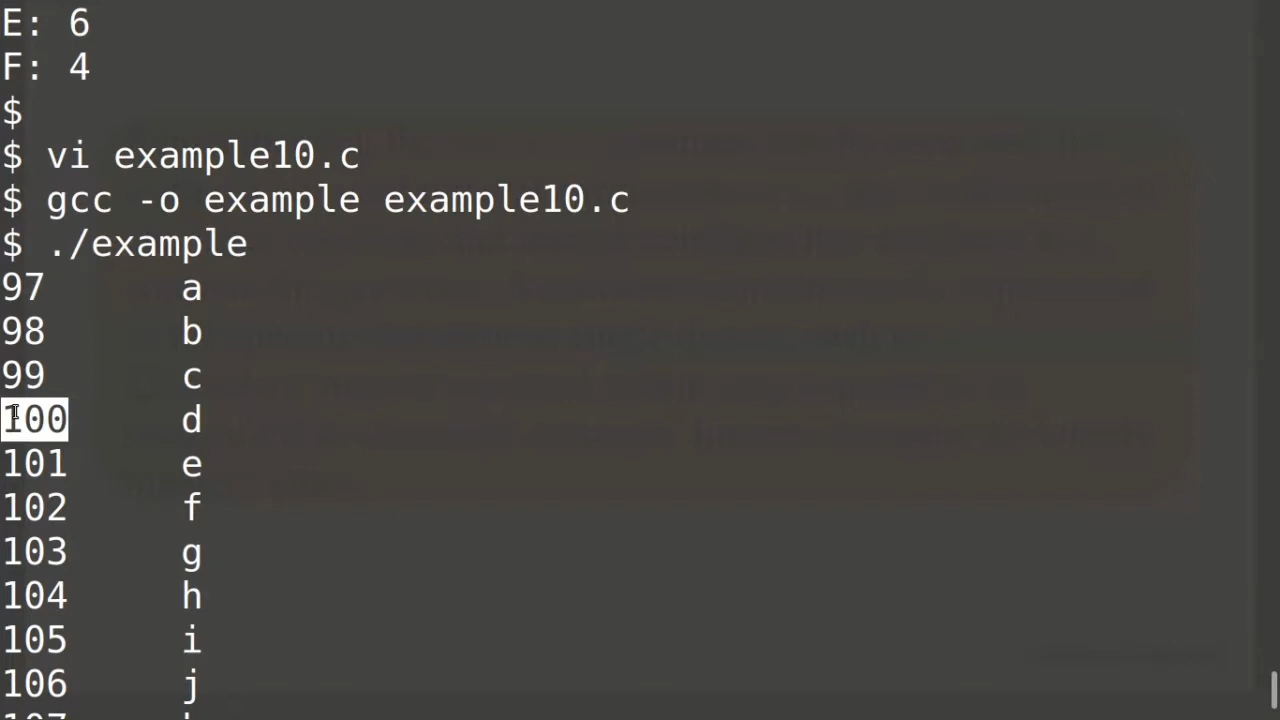 E: 6
F: 4
$
$ vi example10.c
$ gcc -o example example10.c
$ ./example
97 a
98 b
99 c
100 d
101 e
102 f
103 g
104 h
105 i
106 j